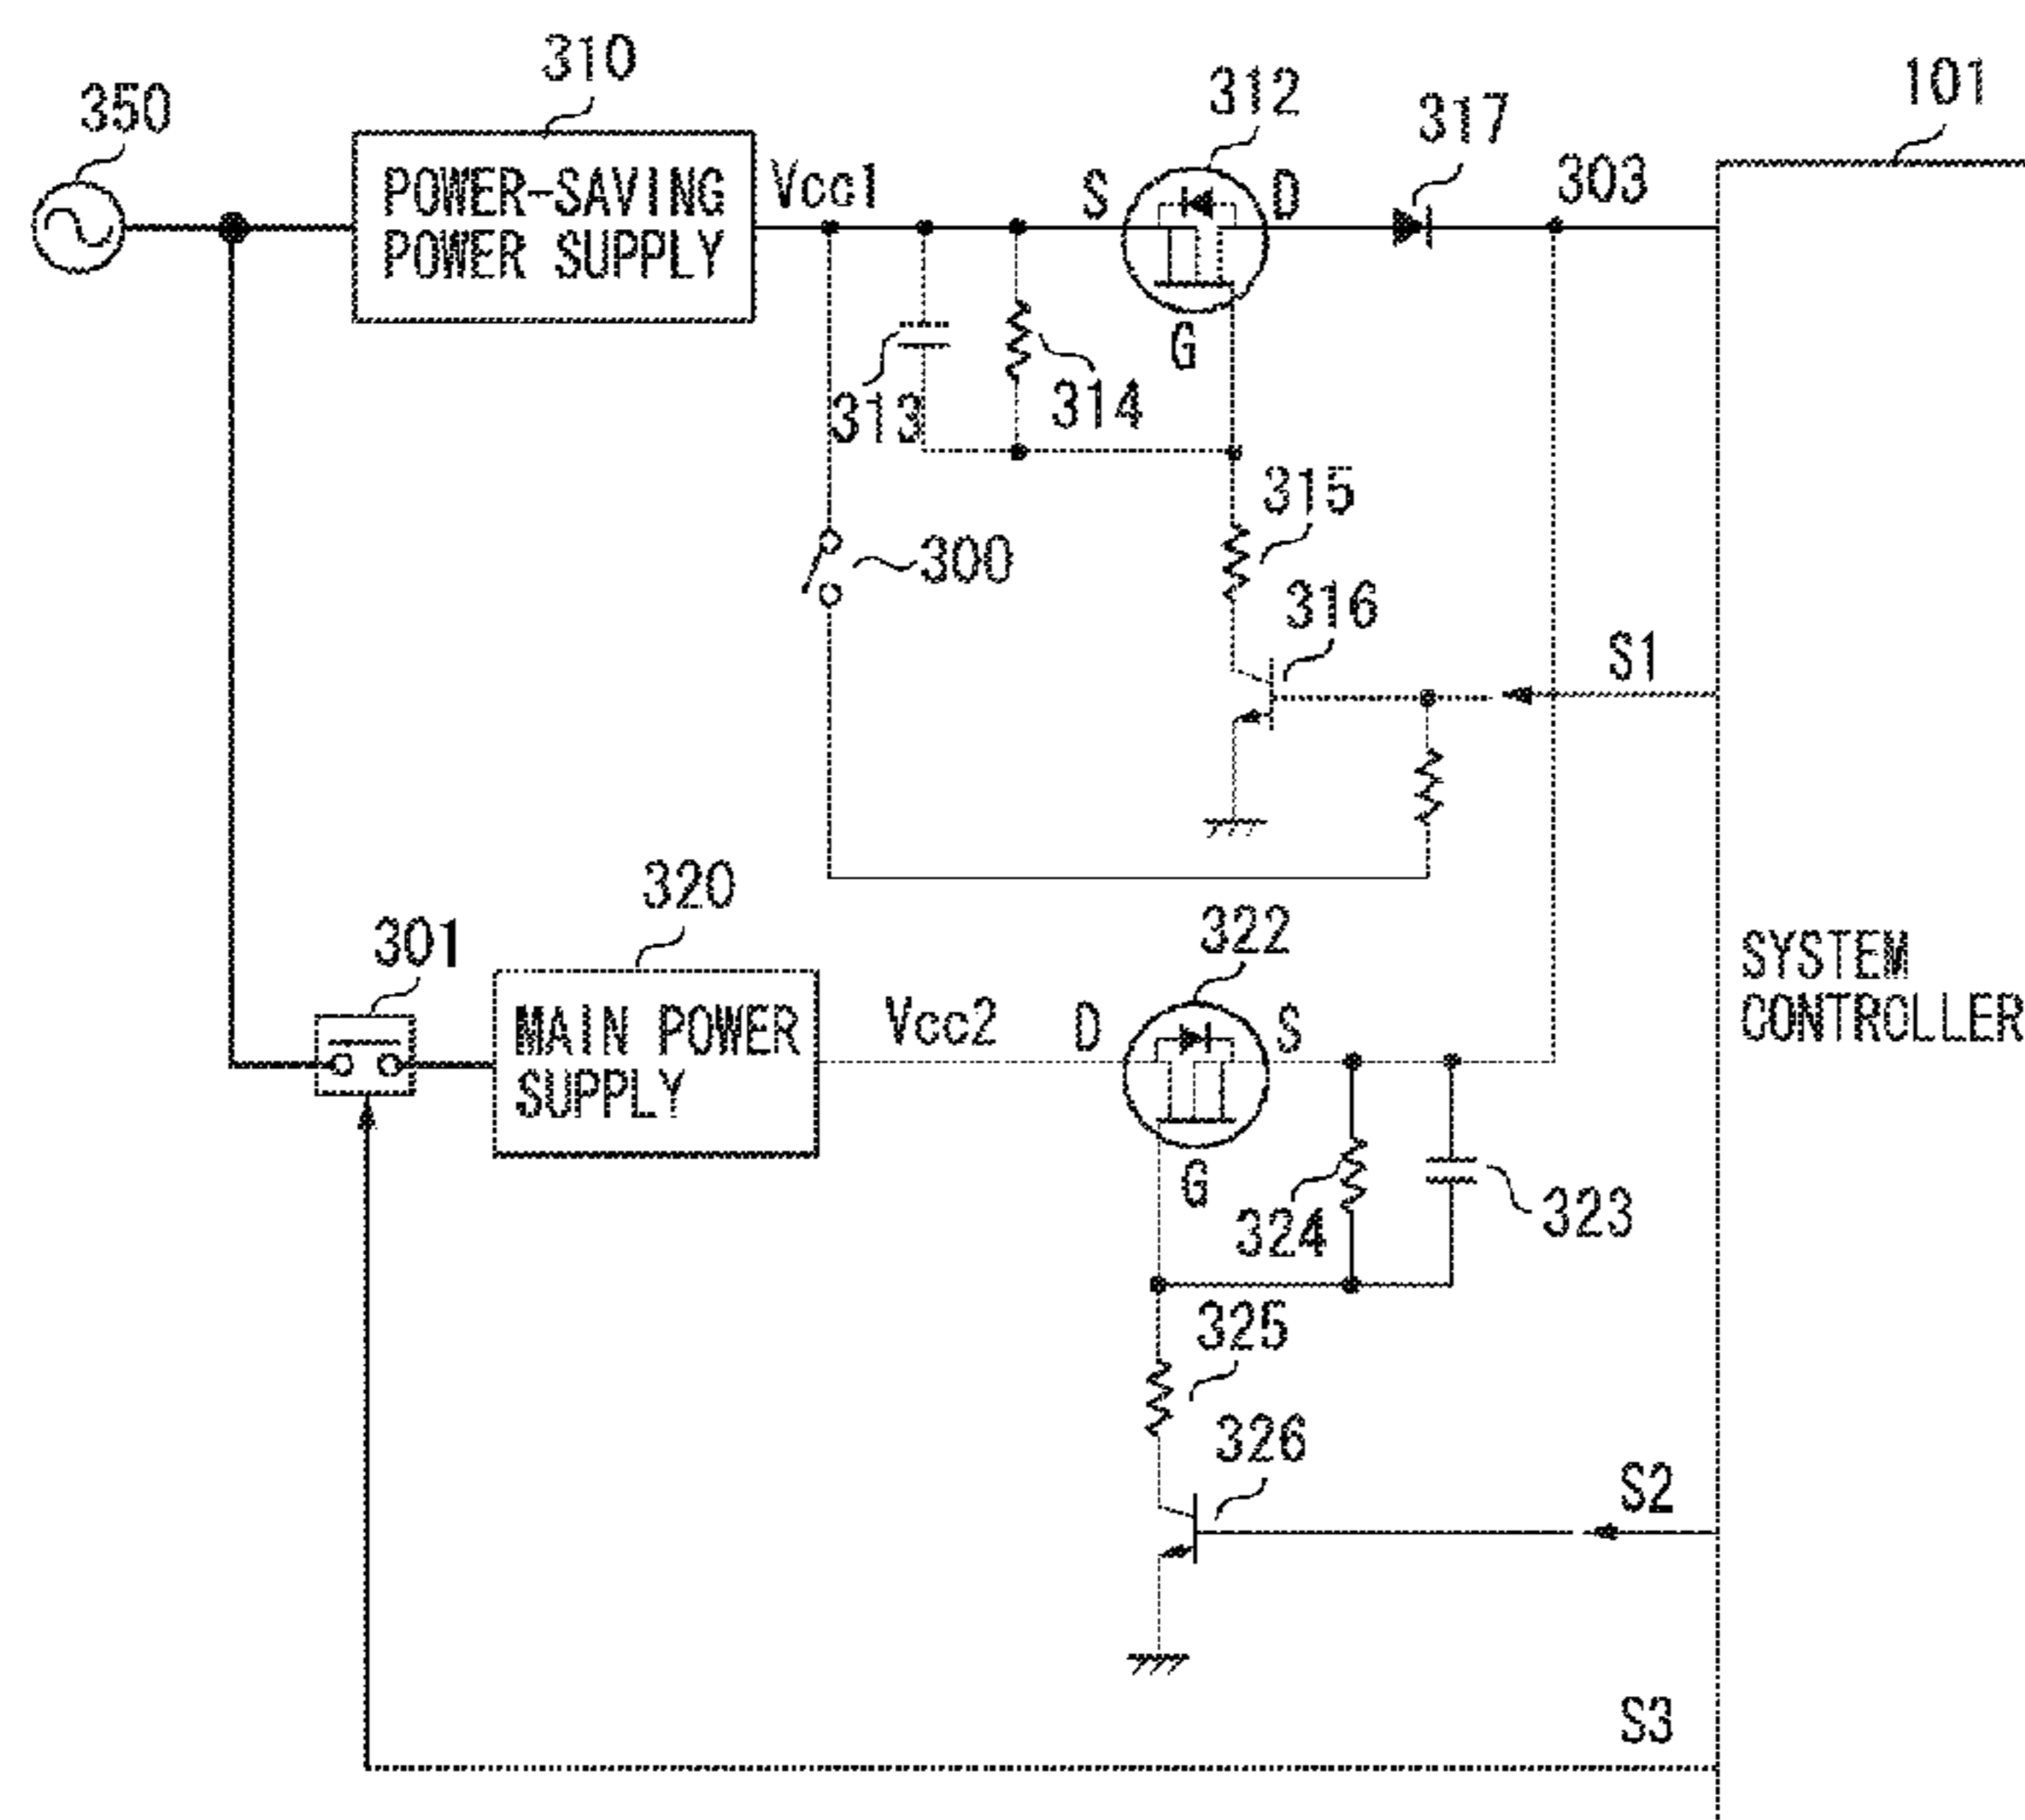 310
312
101
350
317
303
POWER-SAVING
POWER SUPPLY
Vcc1
S
D
G
313
314
315
300
316
S1
320
322
301
SYSTEM
CONTROLLER
MAIN POWER
SUPPLY
Vcc2
D
S
G
324
323
325
326
S2
S3